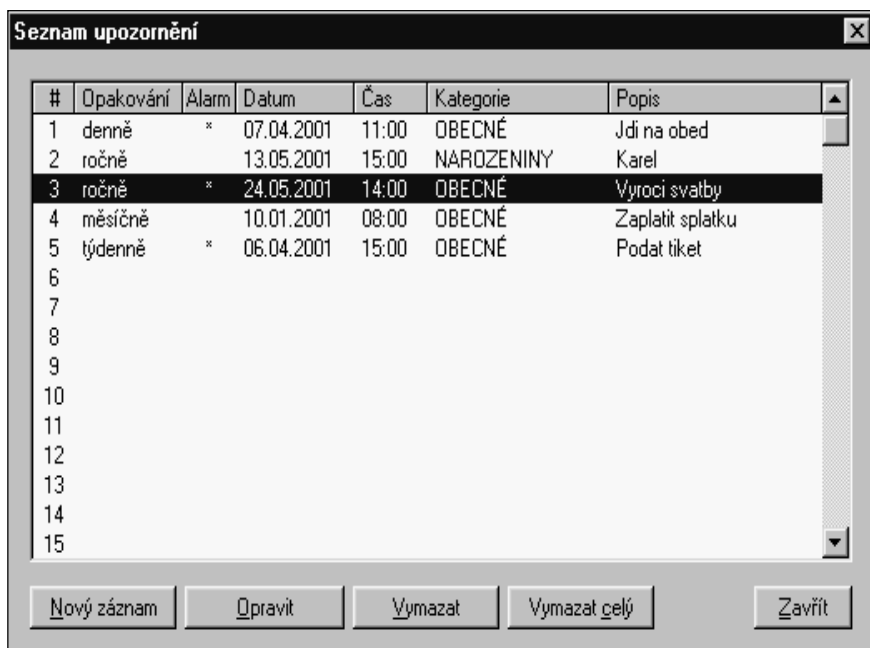 Seznam upozornění
# Opakování Alarm Datum Čas Kategorie Popis
1 denně * 07.04.2001 11:00 OBECNÉ Jdi na obed
2 ročně 13.05.2001 15:00 NAROZENINY Karel
3 ročně * 24.05.2001 14:00 OBECNÉ Vyroci svatby
4 měsíčně 10.01.2001 08:00 OBECNÉ Zaplatit splatku
5 týdenně * 06.04.2001 15:00 OBECNÉ Podat tiket
6
7
8
9
10
11
12
13
14
15
Nový záznam Opravit Vymazat Vymazat celý Zavřít